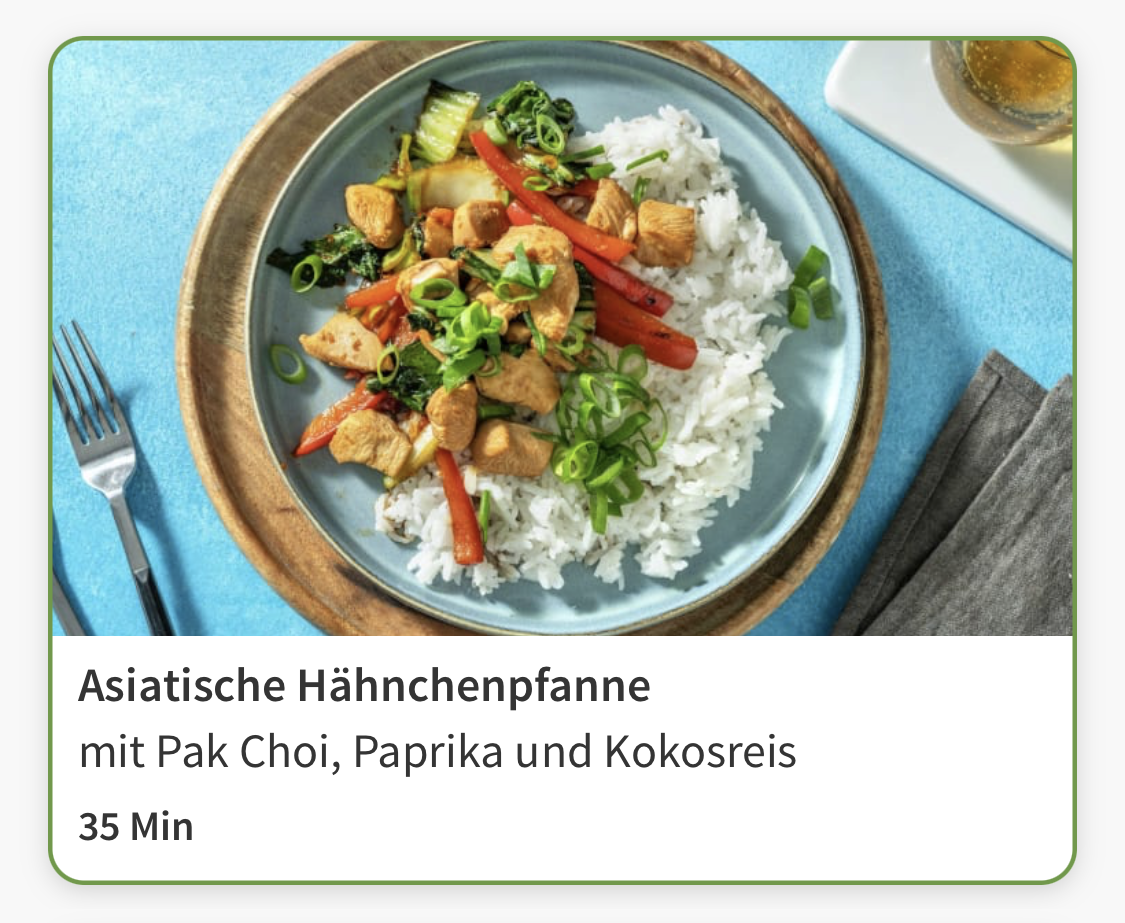 Asiatische Hähnchenpfanne
mit Pak Choi, Paprika und Kokosreis
35 Min